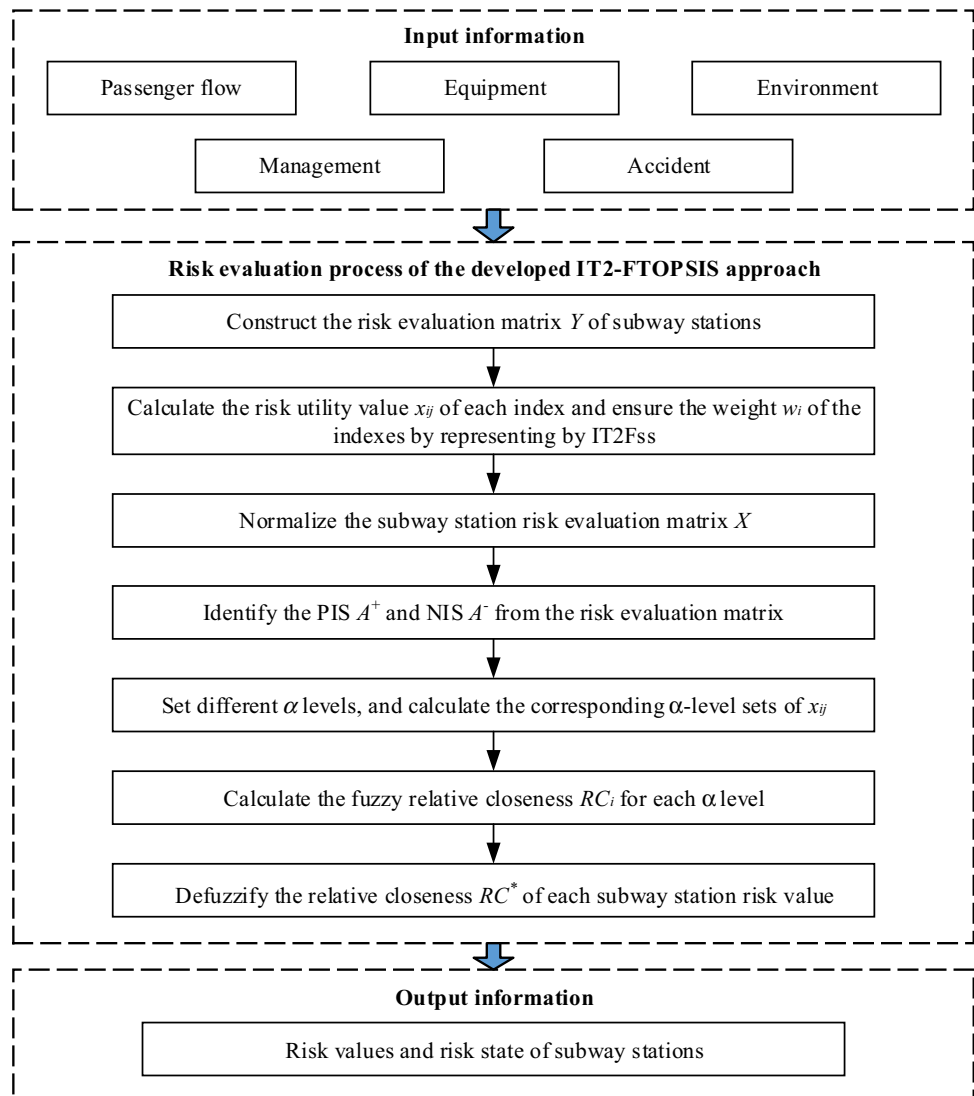 Input information
Passenger flow
Equipment
Environment
Management
Accident
Risk evaluation process of the developed IT2-FTOPSIS approach
Construct the risk evaluation matrix Y of subway stations
Calculate the risk utility value xij of each index and ensure the weight wi of the
indexes by representing by IT2Fss
Normalize the subway station risk evaluation matrix X
Identify the PIS A+ and NIS A- from the risk evaluation matrix
Set different α levels, and calculate the corresponding α-level sets of xij
Calculate the fuzzy relative closeness RCi for each α level
Defuzzify the relative closeness RC* of each subway station risk value
Output information
Risk values and risk state of subway stations